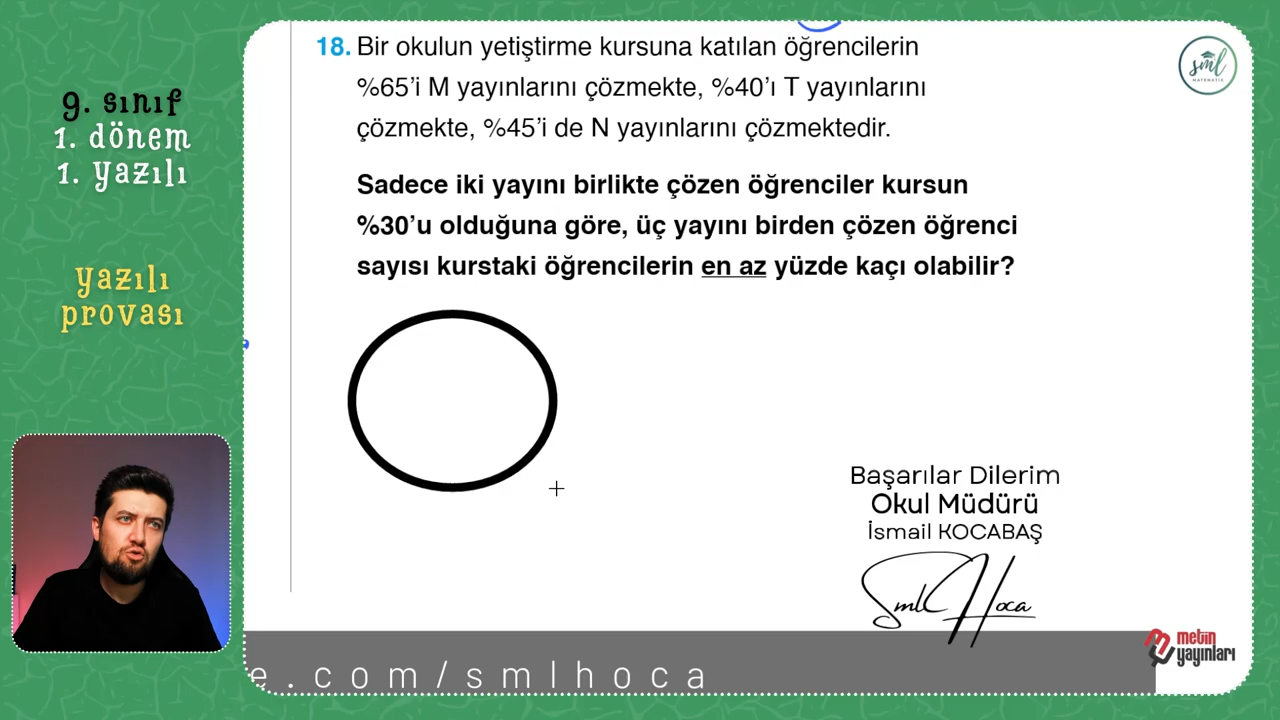 9. sınıf
1. dönem
1. yazılı
yazılı
provası
18. Bir okulun yetiştirme kursuna katılan öğrencilerin
%65’i M yayınlarını çözmekte, %40’ı T yayınlarını
çözmekte, %45’i de N yayınlarını çözmektedir.
Sadece iki yayını birlikte çözen öğrenciler kursun
%30’u olduğuna göre, üç yayını birden çözen öğrenci
sayısı kurstaki öğrencilerin en az yüzde kaçı olabilir?
sml
MATEMATİK
Başarılar Dilerim
Okul Müdürü
İsmail KOCABAŞ
Sml Hoca
e.com/smlhoca
metin
yayınları